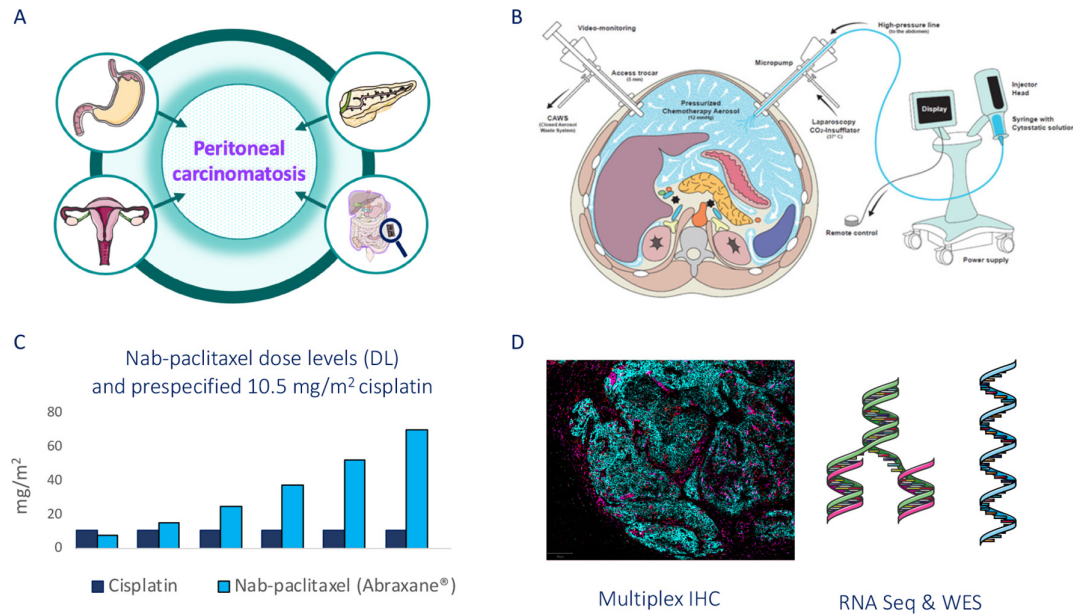 A
Peritoneal
carcinomatosis
B
Video-monitoring
High-pressure line
(to the abdomen)
Micropump
Access trocar
(5 mm)
Injector
Head
Display
Pressurized
Chemotherapy Aerosol
(12 mmHg)
CAWS
(Closed Aerosol
Waste System)
Laparoscopy
CO₂-Insufflator
(37° C)
Syringe with
Cytostatic solution
Remote control
Power supply
C
Nab-paclitaxel dose levels (DL)
and prespecified 10.5 mg/m² cisplatin
mg/m²
80
60
40
20
0
Cisplatin
Nab-paclitaxel (Abraxane®)
D
Multiplex IHC
RNA Seq & WES